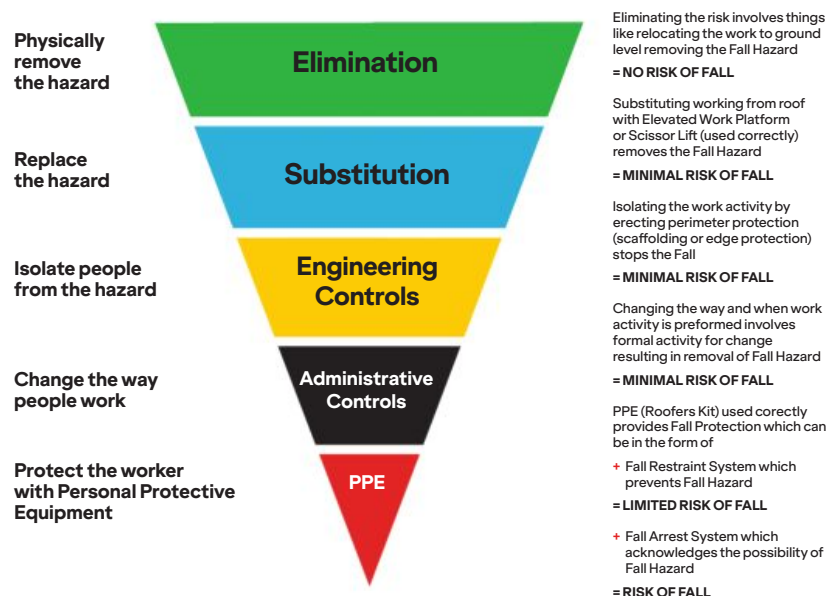 Physically
remove
the hazard
Elimination
Eliminating the risk involves things
like relocating the work to ground
level removing the Fall Hazard
= NO RISK OF FALL
Replace
the hazard
Substitution
Substituting working from roof
with Elevated Work Platform
or Scissor Lift (used correctly)
removes the Fall Hazard
= MINIMAL RISK OF FALL
Isolate people
from the hazard
Engineering
Controls
Isolating the work activity by
erecting perimeter protection
(scaffolding or edge protection)
stops the Fall
= MINIMAL RISK OF FALL
Change the way
people work
Administrative
Controls
Changing the way and when work
activity is preformed involves
formal activity for change
resulting in removal of Fall Hazard
= MINIMAL RISK OF FALL
Protect the worker
with Personal Protective
Equipment
PPE
PPE (Roofers Kit) used corectly
provides Fall Protection which can
be in the form of
+ Fall Restraint System which
prevents Fall Hazard
= LIMITED RISK OF FALL
+ Fall Arrest System which
acknowledges the possibility of
Fall Hazard
= RISK OF FALL